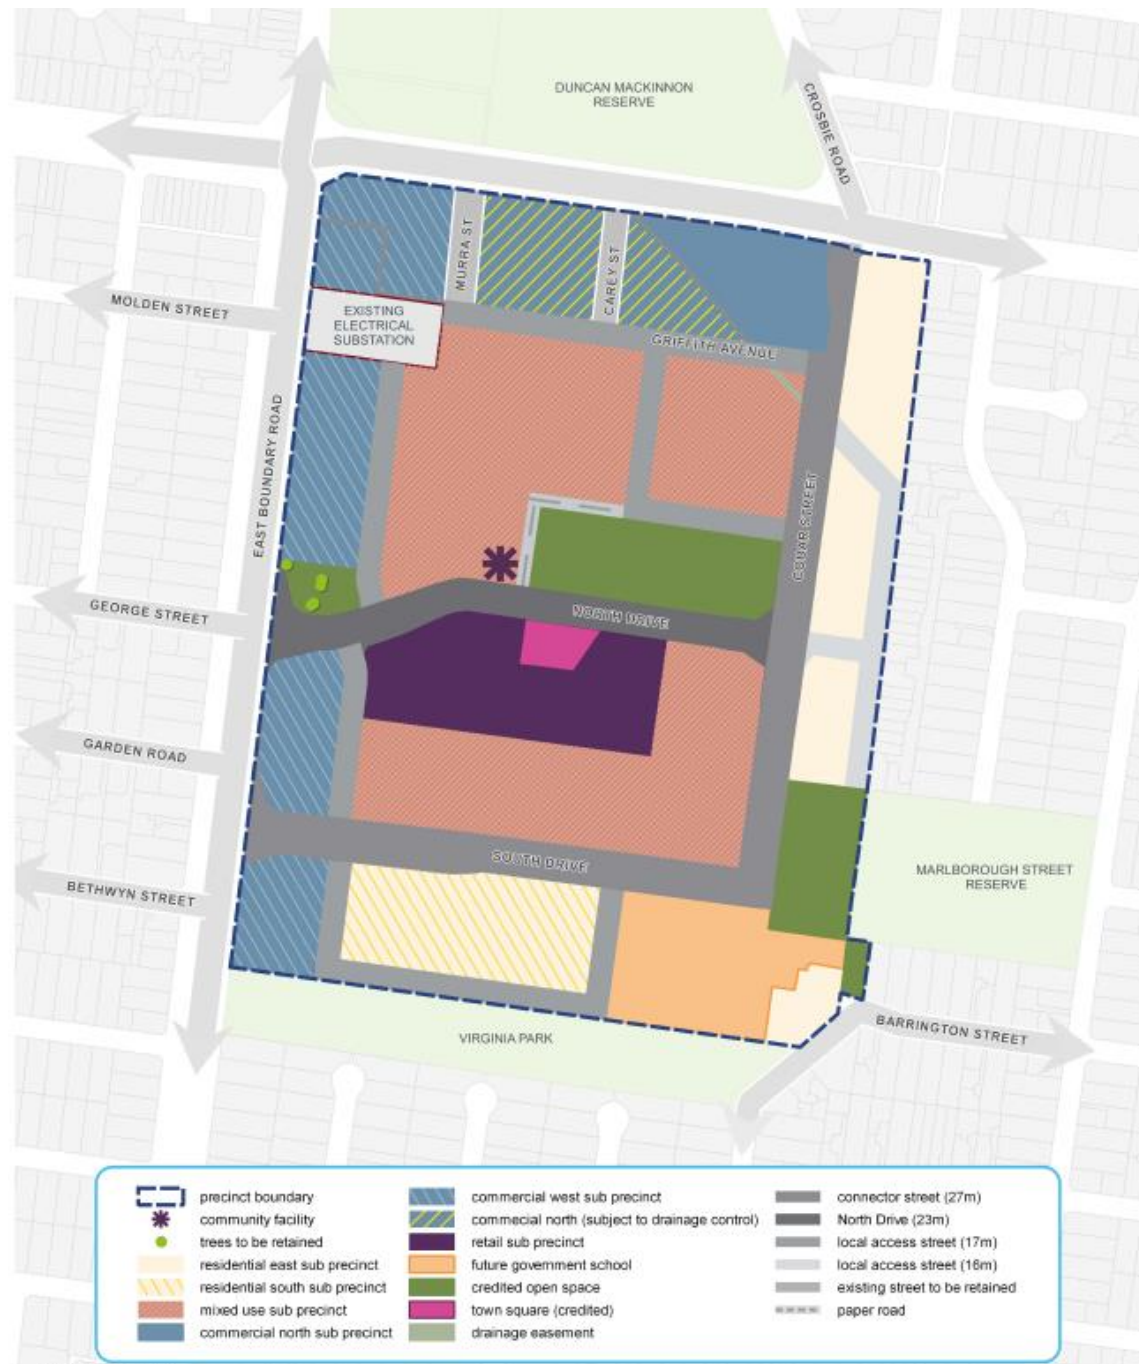 DUNCAN MACKINNON
RESERVE
CROSBIE ROAD
MURRA ST
CAREY ST
MOLDEN STREET
EXISTING
ELECTRICAL
SUBSTATION
GRIFFITH AVENUE
EAST BOUNDARY ROAD
COBAR STREET
GEORGE STREET
NORTH DRIVE
GARDEN ROAD
SOUTH DRIVE
MARLBOROUGH STREET
RESERVE
BETHWYN STREET
BARRINGTON STREET
VIRGINIA PARK
precinct boundary
community facility
trees to be retained
residential east sub precinct
residential south sub precinct
mixed use sub precinct
commercial north sub precinct
commercial west sub precinct
commecial north (subject to drainage control)
retail sub precinct
future government school
credited open space
town square (credited)
drainage easement
connector street (27m)
North Drive (23m)
local access street (17m)
local access street (16m)
existing street to be retained
paper road